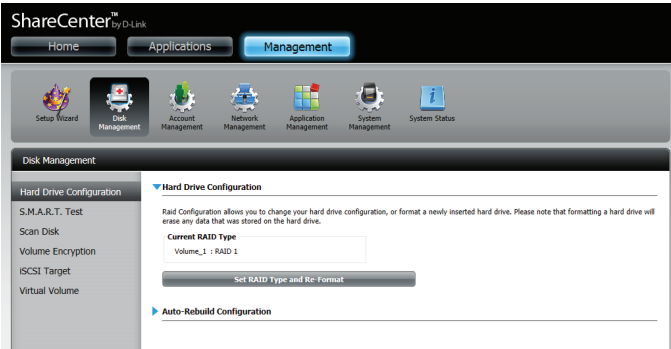 ShareCenter™ by D-Link
Home Applications Management
Setup Wizard Disk Management Account Management Network Management Application Management System Management System Status
Disk Management
Hard Drive Configuration
S.M.A.R.T. Test
Scan Disk
Volume Encryption
iSCSI Target
Virtual Volume
Hard Drive Configuration
Raid Configuration allows you to change your hard drive configuration, or format a newly inserted hard drive. Please note that formatting a hard drive will
erase any data that was stored on the hard drive.
Current RAID Type
Volume_1 : RAID 1
Set RAID Type and Re-Format
Auto-Rebuild Configuration